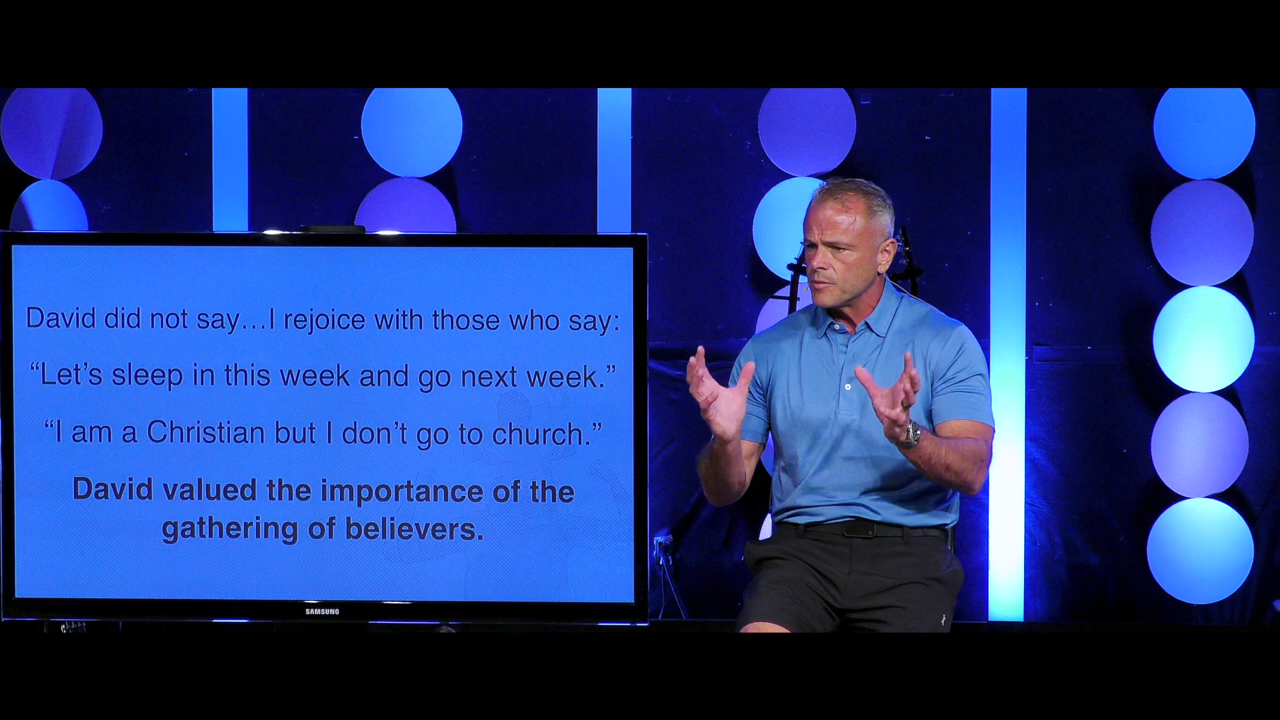 David did not say…I rejoice with those who say:
“Let’s sleep in this week and go next week.”
“I am a Christian but I don’t go to church.”
David valued the importance of the
gathering of believers.
SAMSUNG